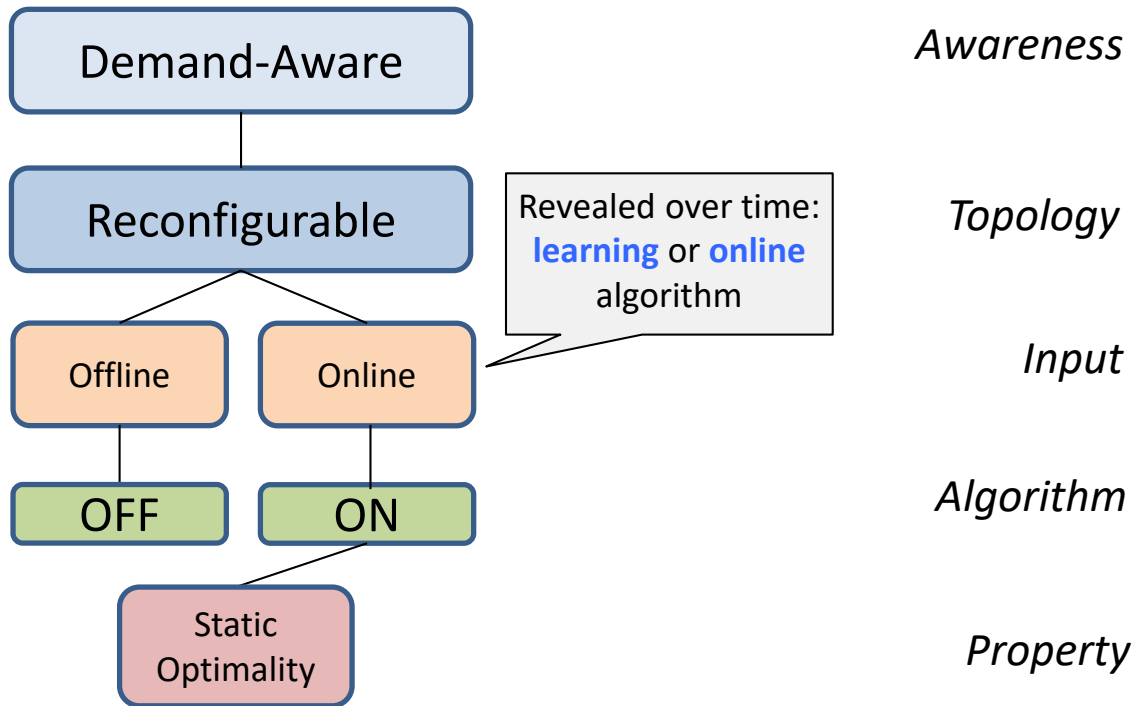 Demand-Aware
Awareness
Reconfigurable
Revealed over time:
learning or online
algorithm
Topology
Offline
Online
Input
OFF
ON
Algorithm
Static
Optimality
Property